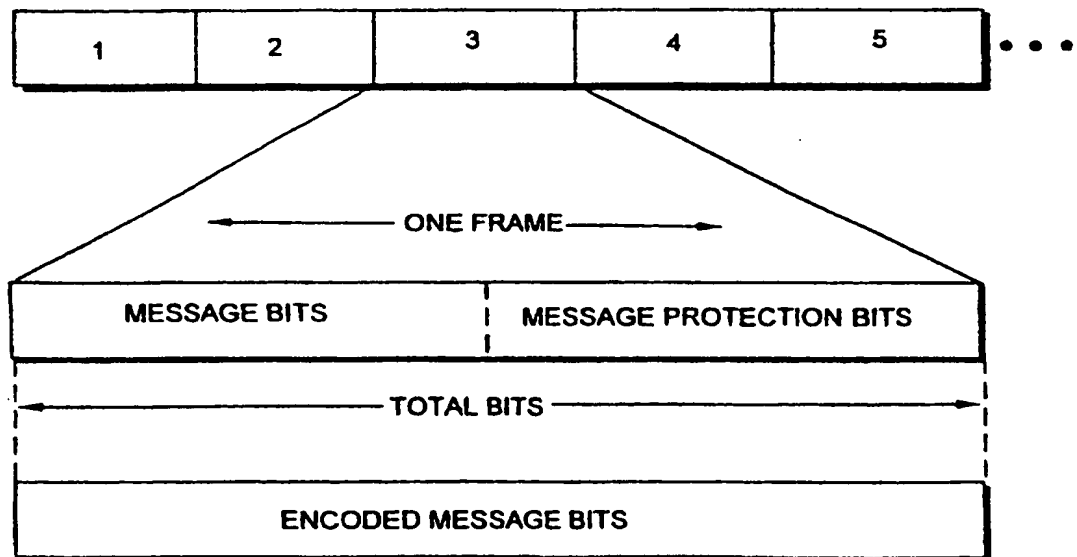 1 2 3 4 5 • • •
ONE FRAME
MESSAGE BITS MESSAGE PROTECTION BITS
TOTAL BITS
ENCODED MESSAGE BITS